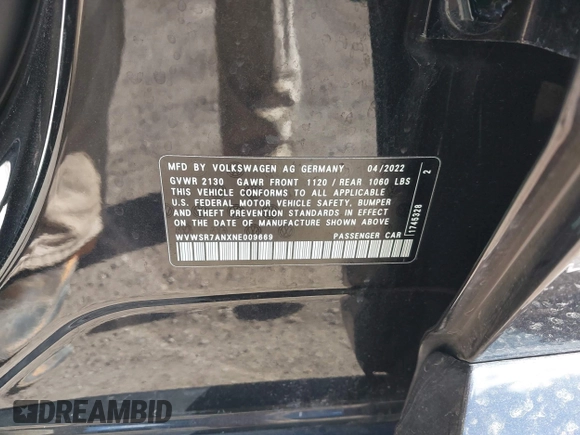 MFD BY VOLKSWAGEN AG GERMANY 04/2022
GVWR 2130 GAWR FRONT 1120 / REAR 1060 LBS
THIS VEHICLE CONFORMS TO ALL APPLICABLE
U.S. FEDERAL MOTOR VEHICLE SAFETY, BUMPER
AND THEFT PREVENTION STANDARDS IN EFFECT
ON THE DATE OF MANUFACTURE SHOWN ABOVE
WVWSR7ANXNE009669 PASSENGER CAR
1745328 2
DREAMBID